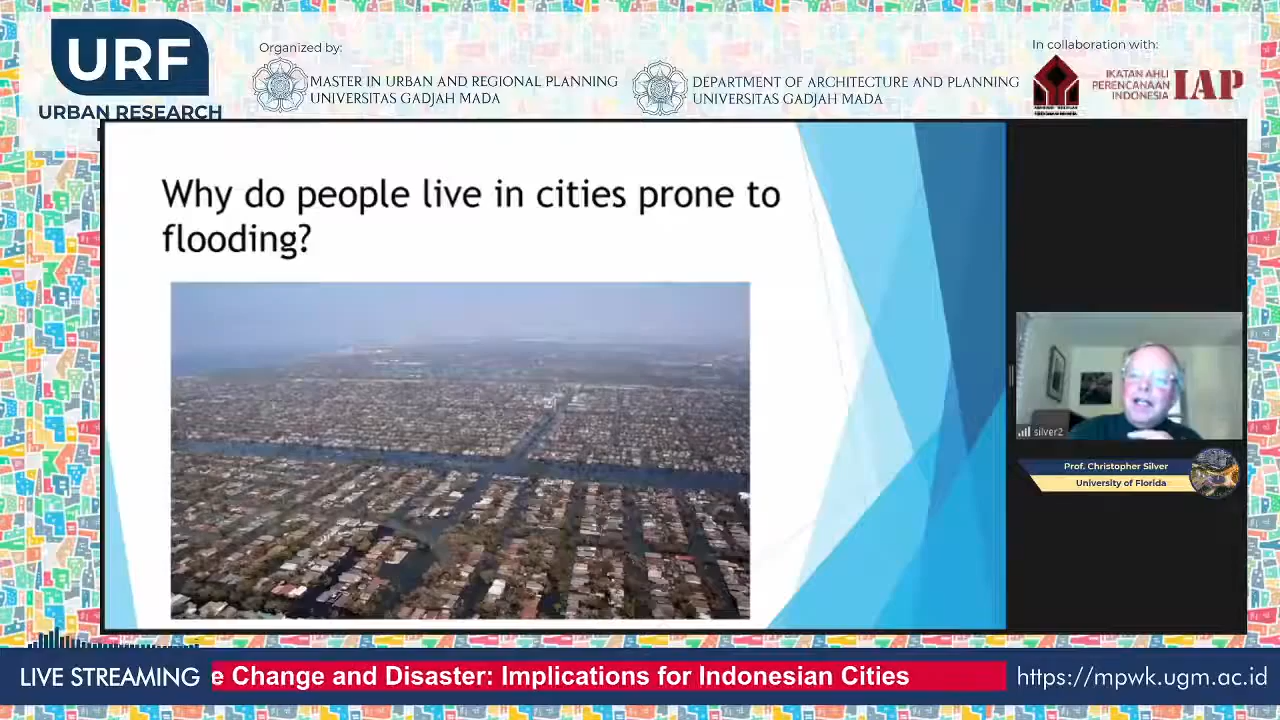 URF
URBAN RESEARCH
Organized by:
MASTER IN URBAN AND REGIONAL PLANNING
UNIVERSITAS GADJAH MADA
DEPARTMENT OF ARCHITECTURE AND PLANNING
UNIVERSITAS GADJAH MADA
In collaboration with:
IKATAN AHLI
PERENCANAAN
INDONESIA
IAP
Why do people live in cities prone to
flooding?
silver2
Prof. Christopher Silver
University of Florida
LIVE STREAMING
e Change and Disaster: Implications for Indonesian Cities
https://mpwk.ugm.ac.id